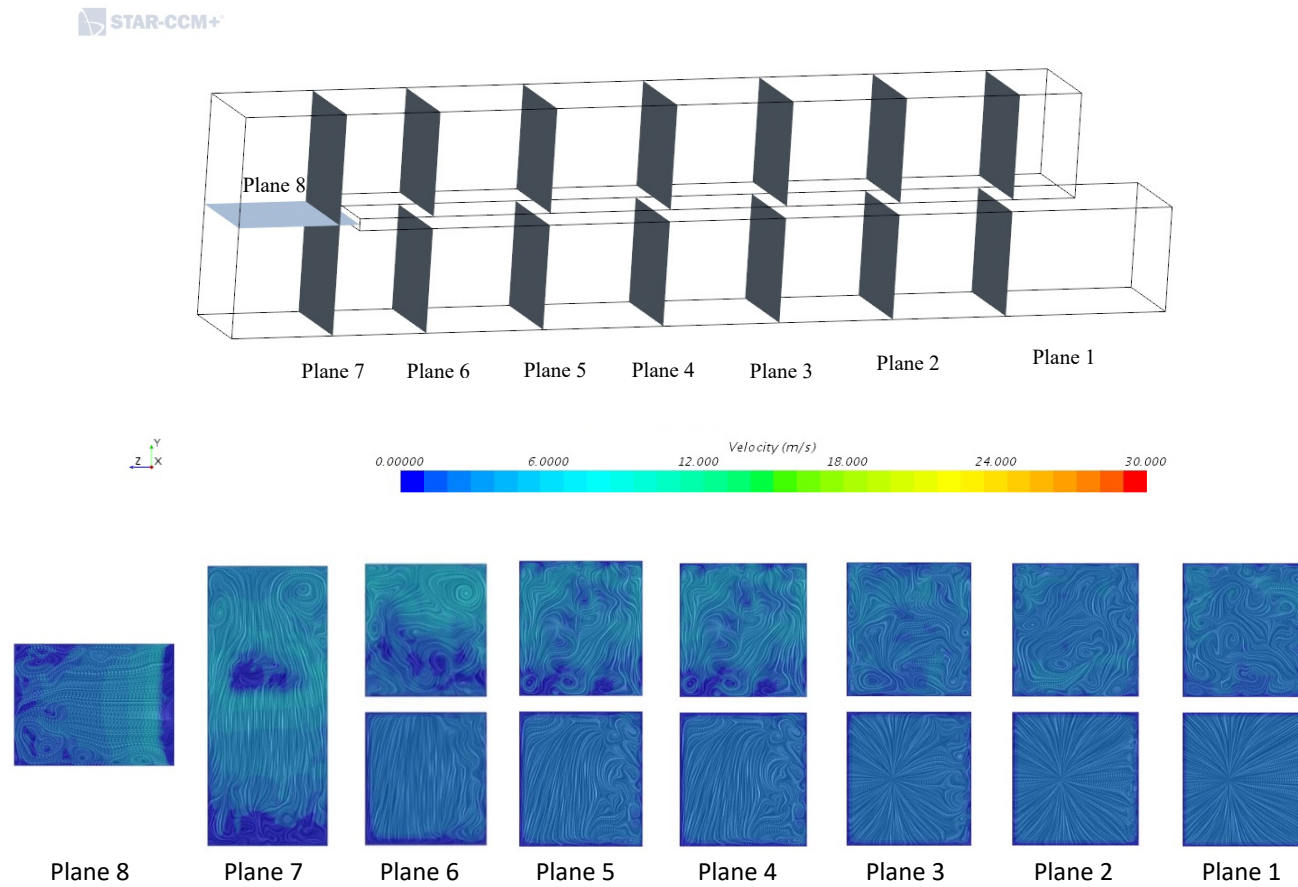 STAR-CCM+®
Plane 8
Plane 7 Plane 6 Plane 5 Plane 4 Plane 3 Plane 2 Plane 1
Y
Z X
Velocity (m/s)
0.00000 6.0000 12.000 18.000 24.000 30.000
Plane 8 Plane 7 Plane 6 Plane 5 Plane 4 Plane 3 Plane 2 Plane 1